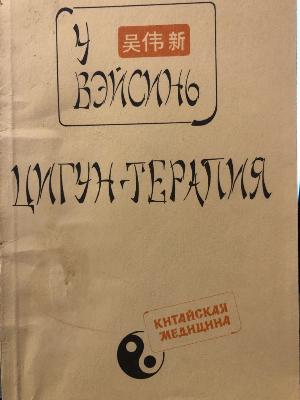 У
吴伟新
ВЭЙСИНЬ
ЦИГУН-ТЕРАПИЯ
КИТАЙСКАЯ
МЕДИЦИНА